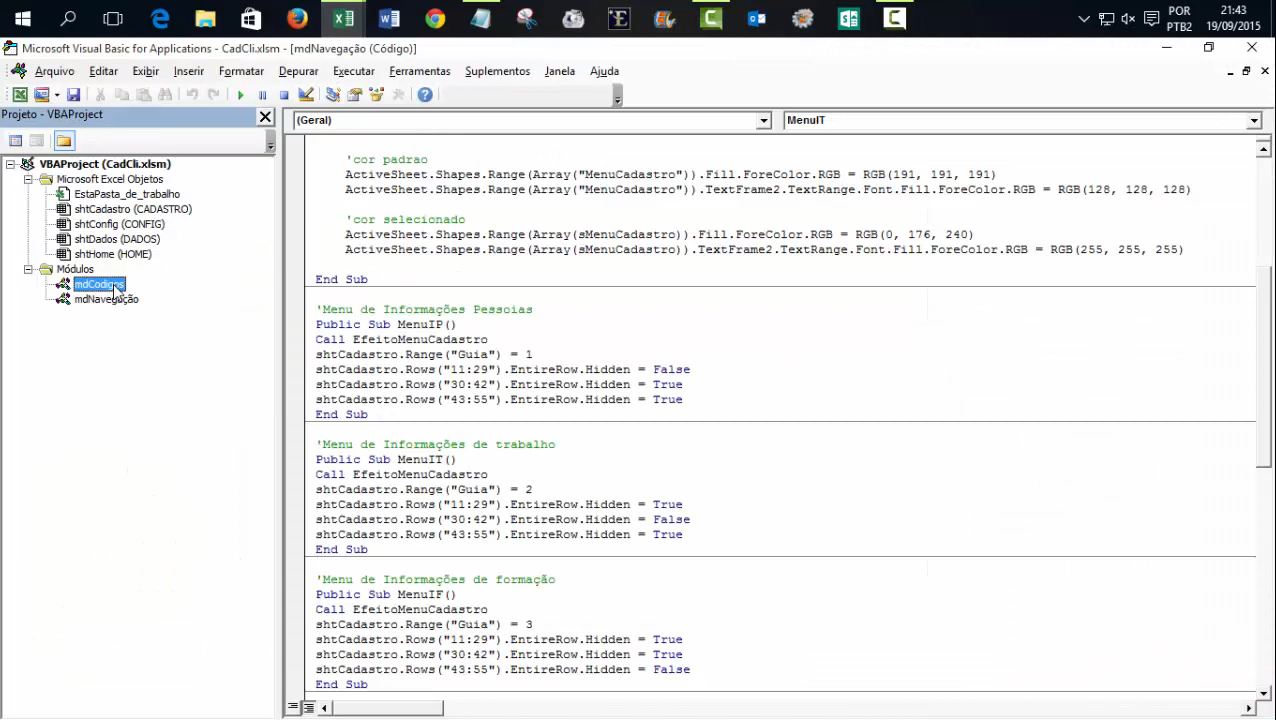 POR
PTB2
21:43
19/09/2015
Microsoft Visual Basic for Applications - CadCli.xlsm - [mdNavegação (Código)]
Arquivo Editar Exibir Inserir Formatar Depurar Executar Ferramentas Suplementos Janela Ajuda
Projeto - VBAProject
(Geral)
MenuIT
VBAProject (CadCli.xlsm)
Microsoft Excel Objetos
EstaPasta_de_trabalho
shtCadastro (CADASTRO)
shtConfig (CONFIG)
shtDados (DADOS)
shtHome (HOME)
Módulos
mdCodigos
mdNavegação
'cor padrao
ActiveSheet.Shapes.Range(Array("MenuCadastro")).Fill.ForeColor.RGB = RGB(191, 191, 191)
ActiveSheet.Shapes.Range(Array("MenuCadastro")).TextFrame2.TextRange.Font.Fill.ForeColor.RGB = RGB(128, 128, 128)
'cor selecionado
ActiveSheet.Shapes.Range(Array(sMenuCadastro)).Fill.ForeColor.RGB = RGB(0, 176, 240)
ActiveSheet.Shapes.Range(Array(sMenuCadastro)).TextFrame2.TextRange.Font.Fill.ForeColor.RGB = RGB(255, 255, 255)
End Sub
'Menu de Informações Pessoias
Public Sub MenuIP()
Call EfeitoMenuCadastro
shtCadastro.Range("Guia") = 1
shtCadastro.Rows("11:29").EntireRow.Hidden = False
shtCadastro.Rows("30:42").EntireRow.Hidden = True
shtCadastro.Rows("43:55").EntireRow.Hidden = True
End Sub
'Menu de Informações de trabalho
Public Sub MenuIT()
Call EfeitoMenuCadastro
shtCadastro.Range("Guia") = 2
shtCadastro.Rows("11:29").EntireRow.Hidden = True
shtCadastro.Rows("30:42").EntireRow.Hidden = False
shtCadastro.Rows("43:55").EntireRow.Hidden = True
End Sub
'Menu de Informações de formação
Public Sub MenuIF()
Call EfeitoMenuCadastro
shtCadastro.Range("Guia") = 3
shtCadastro.Rows("11:29").EntireRow.Hidden = True
shtCadastro.Rows("30:42").EntireRow.Hidden = True
shtCadastro.Rows("43:55").EntireRow.Hidden = False
End Sub